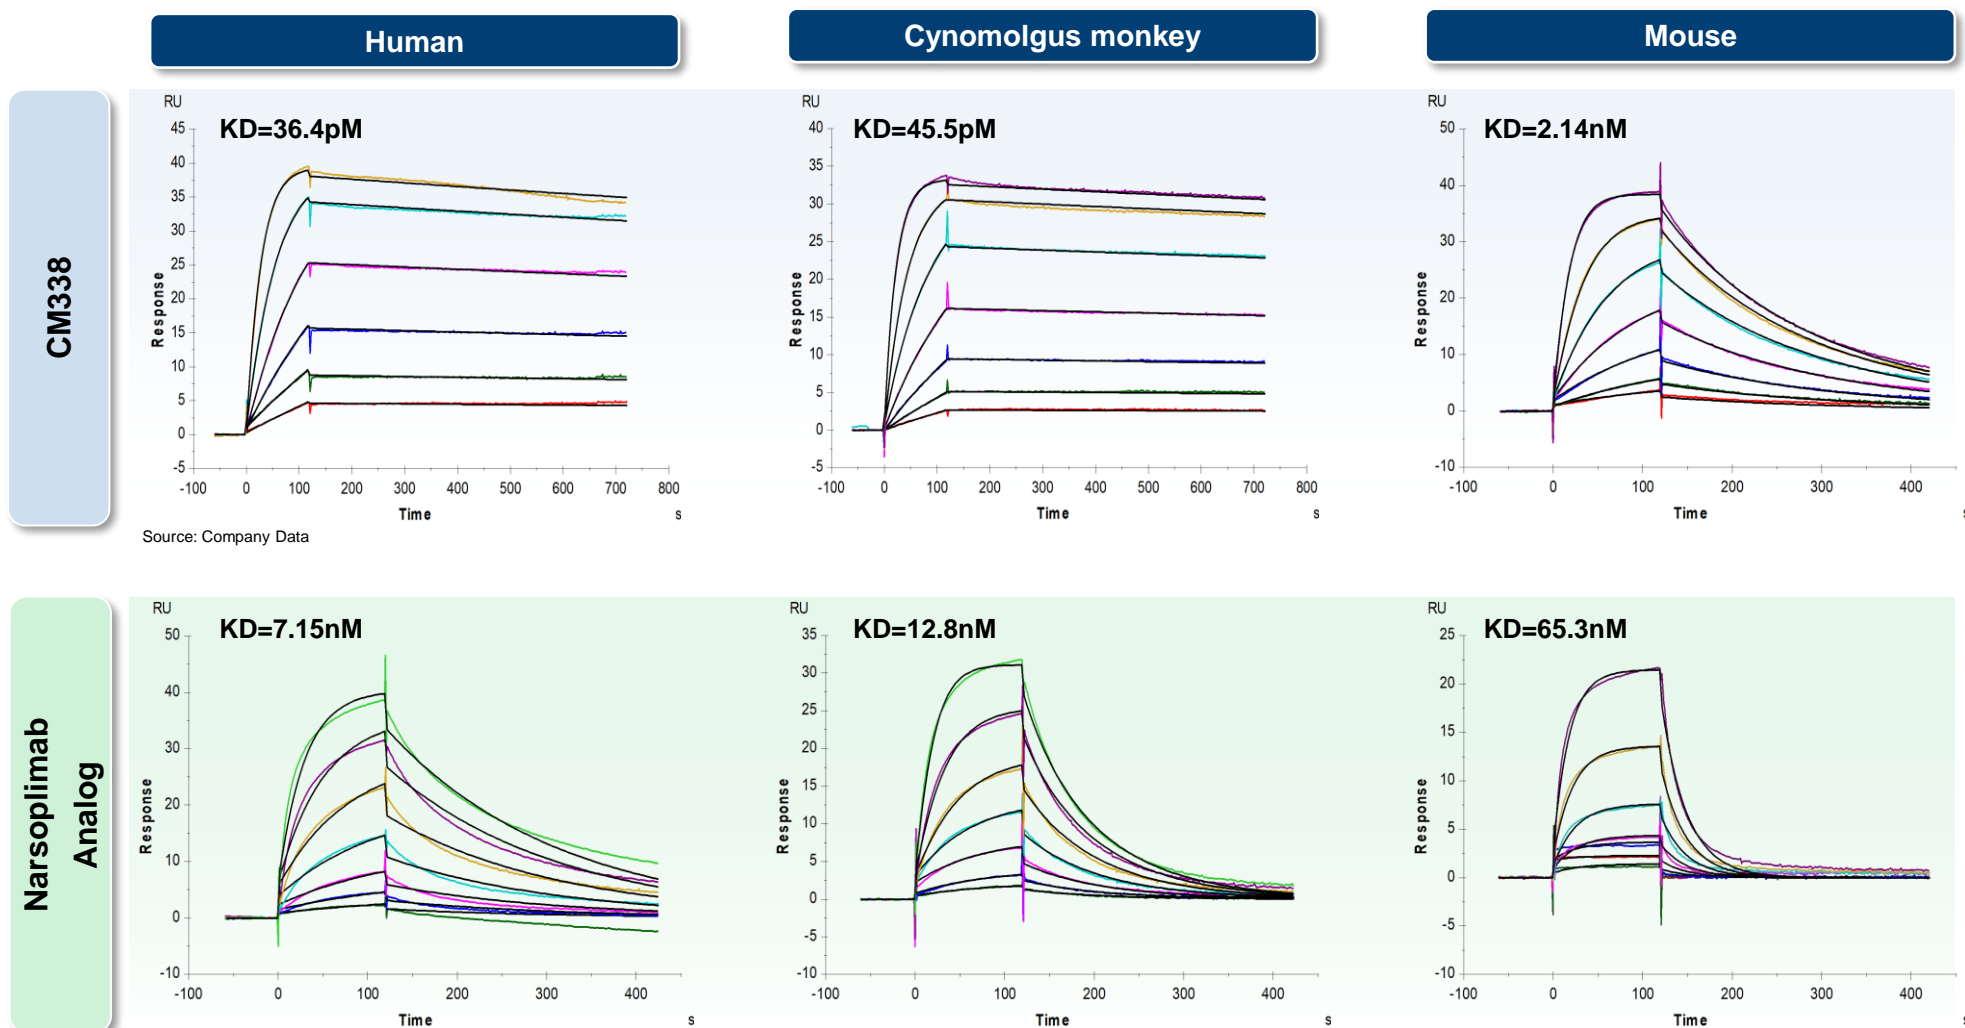 Human
Cynomolgus monkey
Mouse
CM338
RU
KD=36.4pM
45
40
35
30
25
20
15
10
5
0
-5
Response
-100 0 100 200 300 400 500 600 700 800
Time
s
RU
KD=45.5pM
40
35
30
25
20
15
10
5
0
-5
Response
-100 0 100 200 300 400 500 600 700 800
Time
s
RU
KD=2.14nM
50
40
30
20
10
0
-10
Response
-100 0 100 200 300 400
Time
s
Source: Company Data
Narsoplimab
Analog
RU
KD=7.15nM
50
40
30
20
10
0
-10
Response
-100 0 100 200 300 400
Time
s
RU
KD=12.8nM
35
30
25
20
15
10
5
0
-5
-10
Response
-100 0 100 200 300 400
Time
s
RU
KD=65.3nM
25
20
15
10
5
0
-5
-10
Response
-100 0 100 200 300 400
Time
s